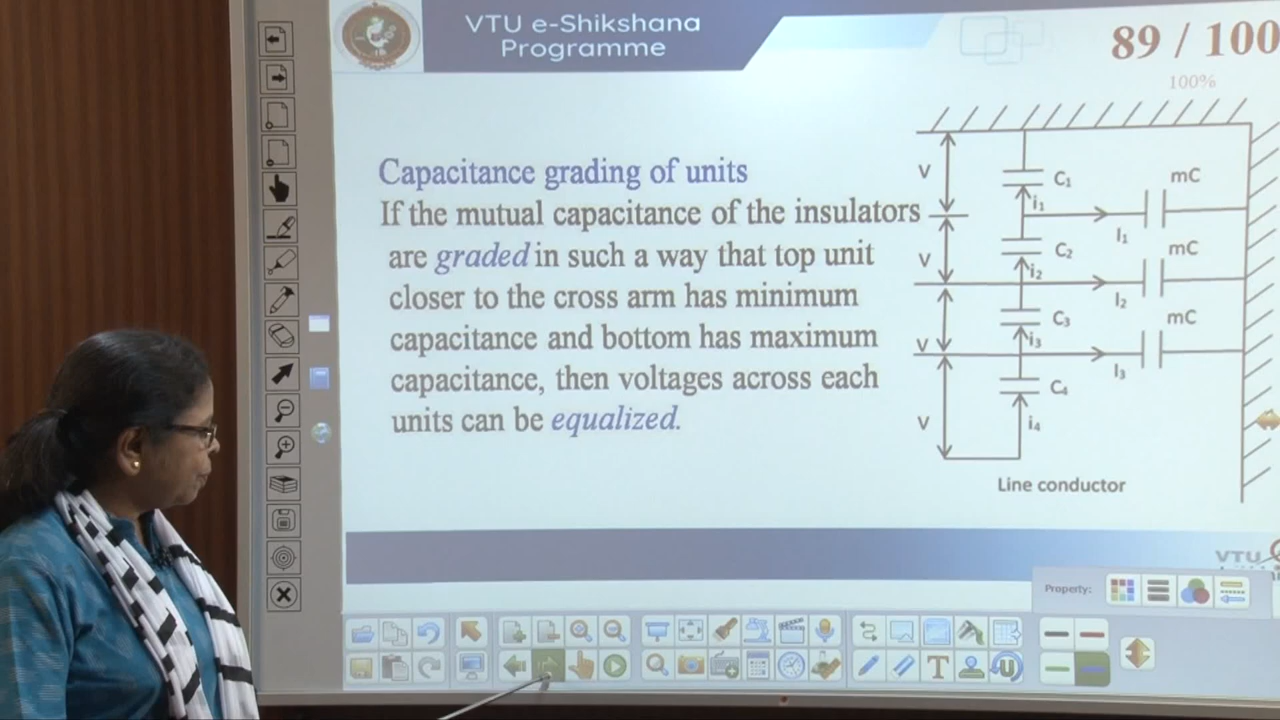 VTU e-Shikshana
Programme
89 / 100
100%
Capacitance grading of units
If the mutual capacitance of the insulators
are graded in such a way that top unit
closer to the cross arm has minimum
capacitance and bottom has maximum
capacitance, then voltages across each
units can be equalized.
V
C₁
i₁
mC
I₁
V
C₂
i₂
mC
I₂
V
C₃
i₃
mC
I₃
V
C₄
i₄
Line conductor
VTU
Property: